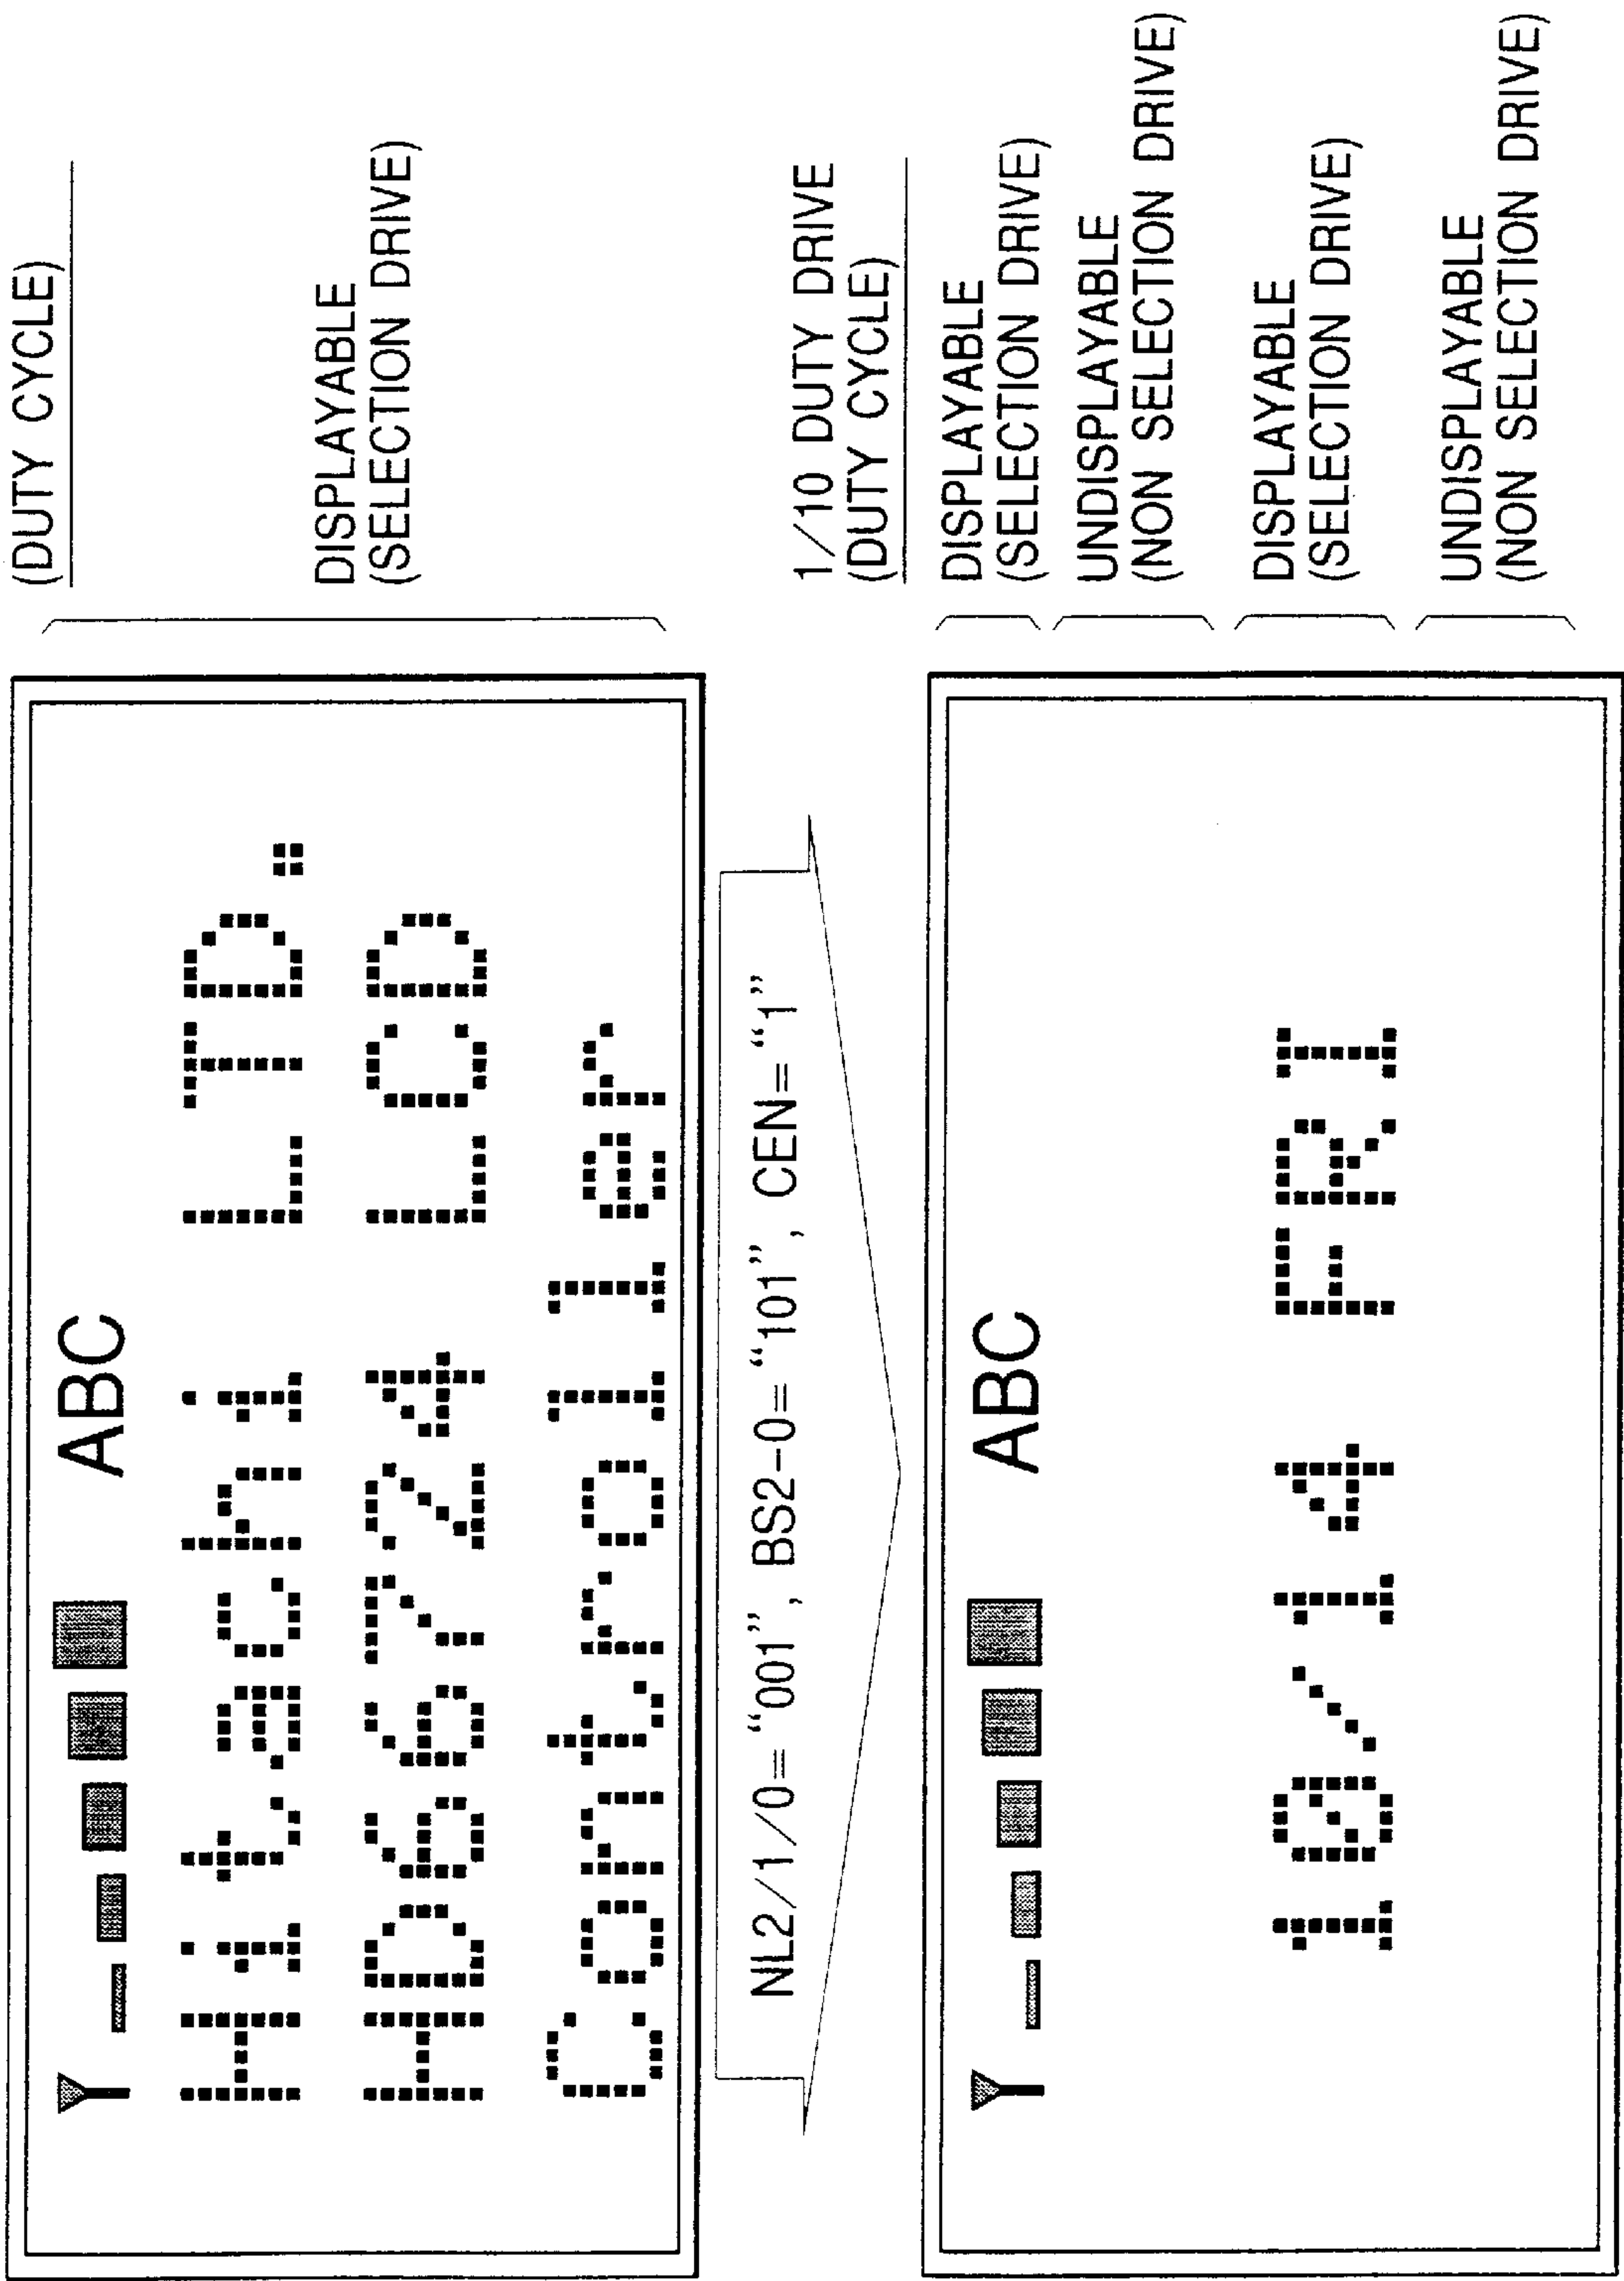 (DUTY CYCLE)
ABC
Hitachi LTD.
HD66724 LCD
Controller
DISPLAYABLE
(SELECTION DRIVE)
NL2/1/0= “001”, BS2-0= “101”, CEN= “1”
1/10 DUTY DRIVE
(DUTY CYCLE)
ABC
10/14 FRI
DISPLAYABLE
(SELECTION DRIVE)
UNDISPLAYABLE
(NON SELECTION DRIVE)
DISPLAYABLE
(SELECTION DRIVE)
UNDISPLAYABLE
(NON SELECTION DRIVE)